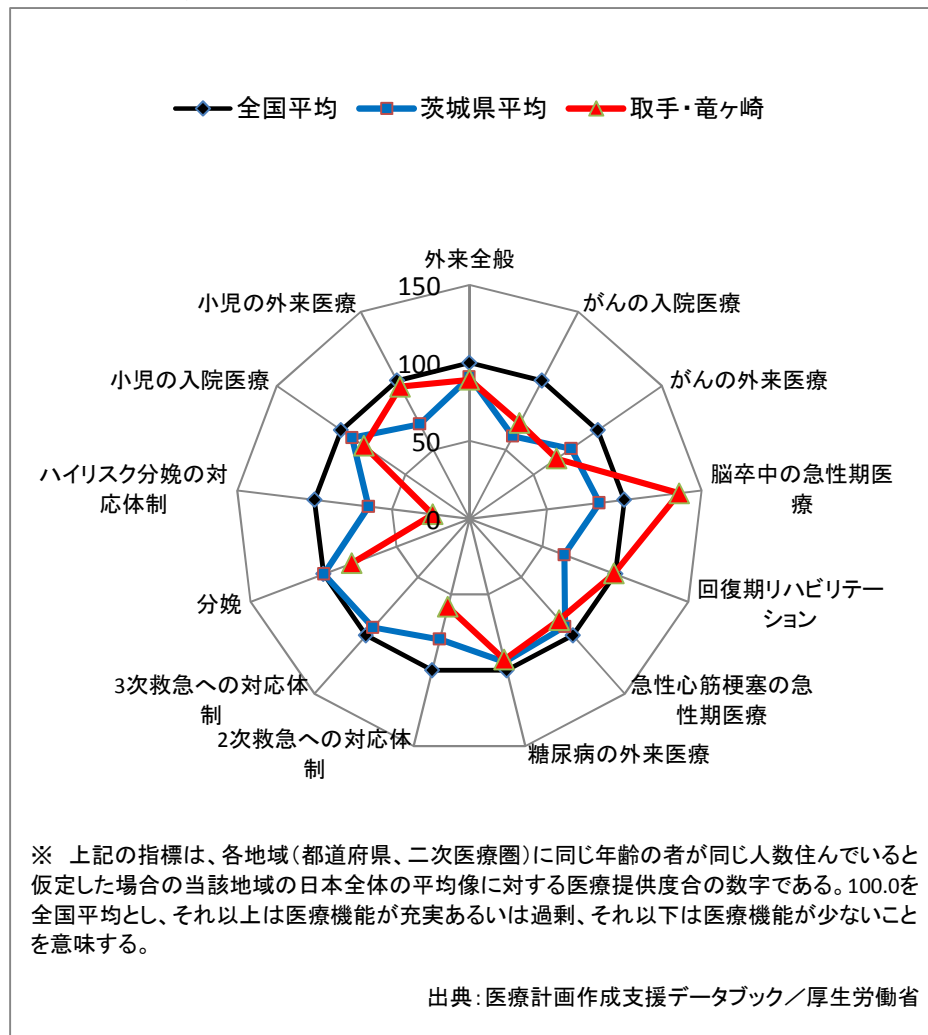 全国平均 茨城県平均 取手・竜ヶ崎
外来全般
150
100
50
0
がんの入院医療
がんの外来医療
脳卒中の急性期医
療
回復期リハビリテー
ション
急性心筋梗塞の急
性期医療
糖尿病の外来医療
2次救急への対応体
制
3次救急への対応体
制
分娩
ハイリスク分娩の対
応体制
小児の入院医療
小児の外来医療
※ 上記の指標は、各地域(都道府県、二次医療圏)に同じ年齢の者が同じ人数住んでいると
仮定した場合の当該地域の日本全体の平均像に対する医療提供度合の数字である。100.0を
全国平均とし、それ以上は医療機能が充実あるいは過剰、それ以下は医療機能が少ないこと
を意味する。
出典:医療計画作成支援データブック/厚生労働省